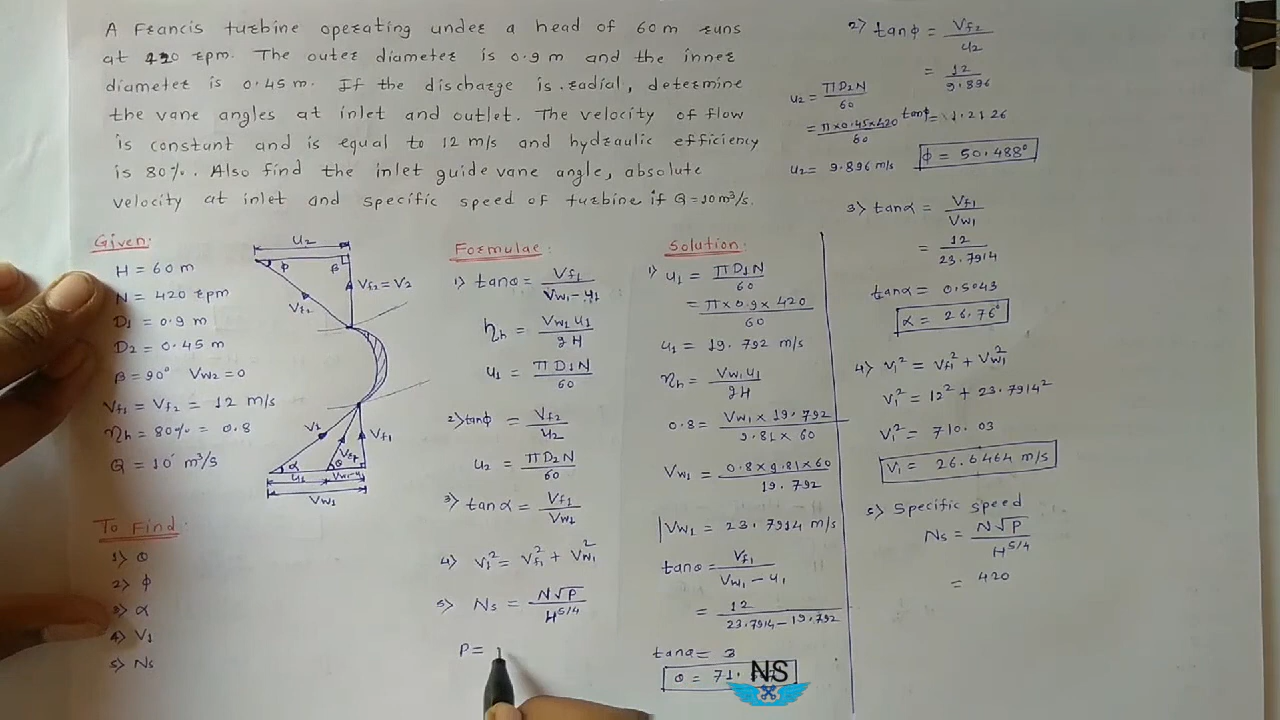 A Francis turbine operating under a head of 60 m runs
at 420 rpm. The outer diameter is 0.9 m and the inner
diameter is 0.45 m. If the discharge is radial, determine
the vane angles at inlet and outlet. The velocity of flow
is constant and is equal to 12 m/s and hydraulic efficiency
is 80%. Also find the inlet guide vane angle, absolute
velocity at inlet and specific speed of turbine if Q = 10 m³/s.
Given:
H = 60 m
N = 420 rpm
D1 = 0.9 m
D2 = 0.45 m
β = 90° Vw2 = 0
Vf1 = Vf2 = 12 m/s
ηh = 80% = 0.8
Q = 10 m³/s
To Find:
1> θ
2> ϕ
3> α
4> V1
5> Ns
u2
ϕ β
Vr2 Vf2 = V2
V1 Vr1 Vf1
α θ
u1 Vw1-u1
Vw1
Formulae:
1> tanθ = Vf1 / (Vw1 - u1)
ηh = Vw1 u1 / gH
u1 = πD1N / 60
2> tanϕ = Vf2 / u2
u2 = πD2N / 60
3> tanα = Vf1 / Vw1
4> V1² = Vf1² + Vw1²
5> Ns = N√P / H^5/4
P =
Solution:
1> u1 = πD1N / 60
= π × 0.9 × 420 / 60
u1 = 19.792 m/s
ηh = Vw1 u1 / gH
0.8 = Vw1 × 19.792 / 9.81 × 60
Vw1 = 0.8 × 9.81 × 60 / 19.792
Vw1 = 23.7914 m/s
tanθ = Vf1 / (Vw1 - u1)
= 12 / (23.7914 - 19.792)
tanθ = 3
θ = 71.
NS
2> tanϕ = Vf2 / u2
= 12 / 9.896
u2 = πD2N / 60
= π × 0.45 × 420 / 60
tanϕ = 1.2126
u2 = 9.896 m/s
ϕ = 50.488°
3> tanα = Vf1 / Vw1
= 12 / 23.7914
tanα = 0.5043
α = 26.76°
4> V1² = Vf1² + Vw1²
V1² = 12² + 23.7914²
V1² = 710.03
V1 = 26.6464 m/s
5> Specific speed
Ns = N√P / H^5/4
= 420